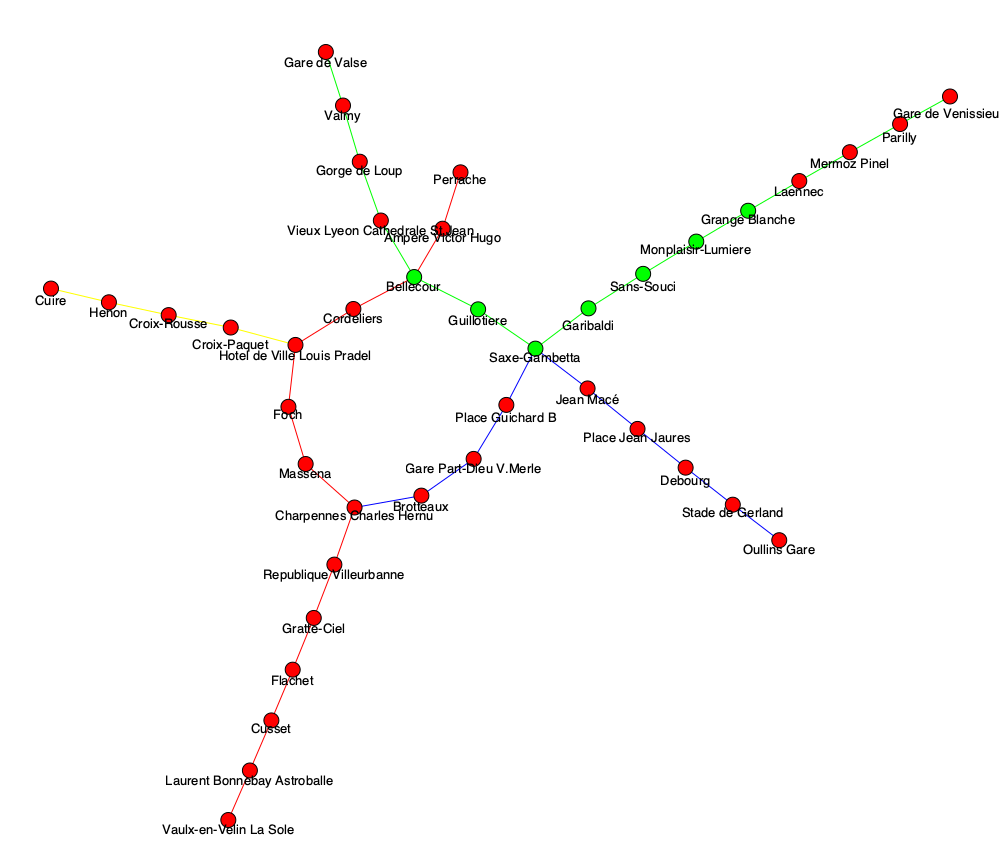 Gare de Valse
Gare de Venissieu
Valmy
Parilly
Mermoz Pinel
Gorge de Loup
Perrache
Laennec
Grange Blanche
Vieux Lyeon Cathedrale St Jean
Ampere Victor Hugo
Monplaisir-Lumiere
Bellecour
Sans-Souci
Cuire
Henon
Croix-Rousse
Cordeliers
Guillotiere
Garibaldi
Croix-Paquet
Hotel de Ville Louis Pradel
Saxe-Gambetta
Jean Macé
Foch
Place Guichard B
Place Jean Jaures
Gare Part-Dieu V.Merle
Massena
Debourg
Brotteaux
Charpennes Charles Hernu
Stade de Gerland
Oullins Gare
Republique Villeurbanne
Gratte-Ciel
Flachet
Cusset
Laurent Bonnebay Astroballe
Vaulx-en-Velin La Sole